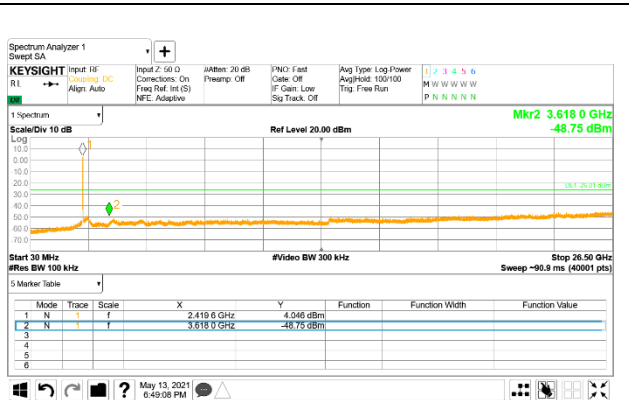 Spectrum Analyzer 1
Swept SA
KEYSIGHT Input: RF Input Z: 50 Ω #Atten: 20 dB PNO: Fast Avg Type: Log-Power 1 2 3 4 5 6
RL Coupling: DC Corrections: On Preamp: Off Gate: Off Avg|Hold: 100/100 M W W W W W
Align: Auto Freq Ref: Int (S) IF Gain: Low Trig: Free Run
NFE: Adaptive Sig Track: Off P N N N N N
1 Spectrum Mkr2 3.618 0 GHz
Scale/Div 10 dB Ref Level 20.00 dBm -48.75 dBm
Log
10.0
0.00
10.0
20.0
30.0
40.0
50.0
60.0
70.0
1
2
Start 30 MHz #Video BW 300 kHz Stop 26.50 GHz
#Res BW 100 kHz Sweep ~90.9 ms (40001 pts)
5 Marker Table
Mode Trace Scale X Y Function Function Width Function Value
1 N 1 f 2.419 6 GHz 4.046 dBm
2 N 1 f 3.618 0 GHz -48.75 dBm
3
4
5
6
? May 13, 2021
6:49:08 PM